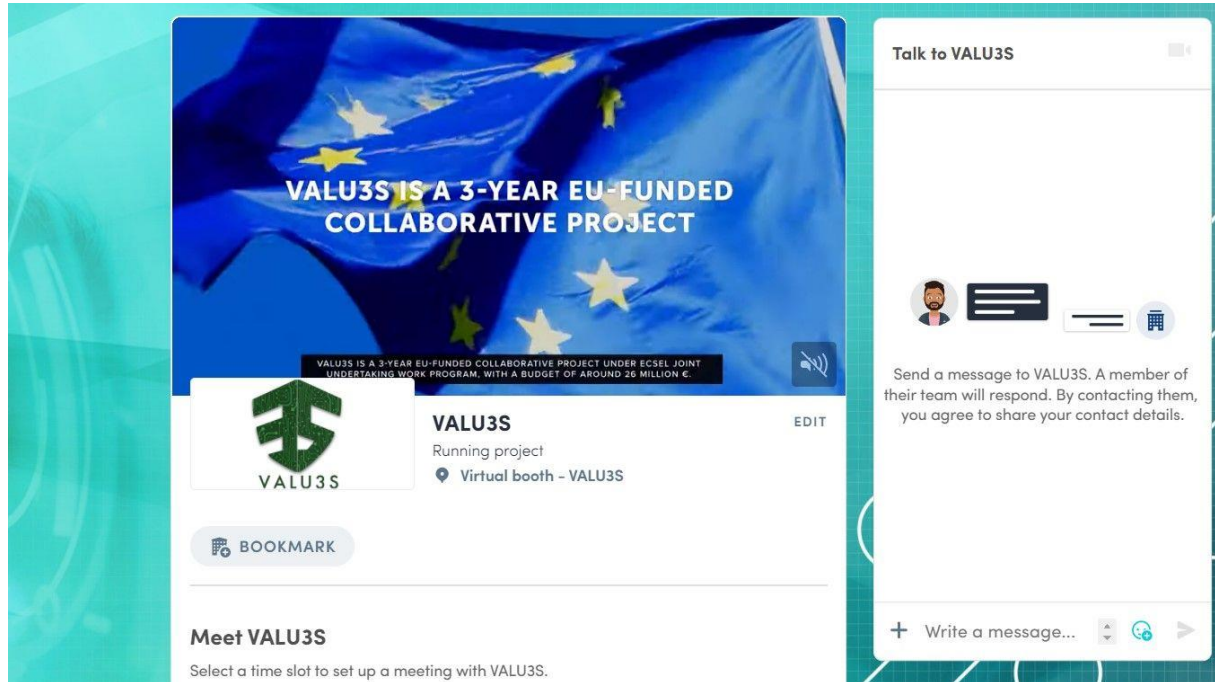 VALU3S IS A 3-YEAR EU-FUNDED
COLLABORATIVE PROJECT
VALU3S IS A 3-YEAR EU-FUNDED COLLABORATIVE PROJECT UNDER ECSEL JOINT
UNDERTAKING WORK PROGRAM, WITH A BUDGET OF AROUND 26 MILLION €.
VALU3S
VALU3S
EDIT
Running project
Virtual booth - VALU3S
BOOKMARK
Meet VALU3S
Select a time slot to set up a meeting with VALU3S.
Talk to VALU3S
Send a message to VALU3S. A member of
their team will respond. By contacting them,
you agree to share your contact details.
Write a message...